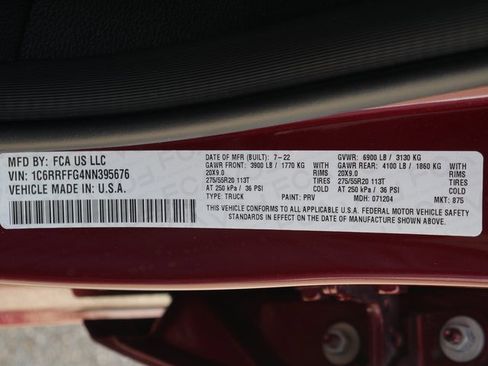 MFD BY: FCA US LLC
VIN: 1C6RRFFG4NN395676
VEHICLE MADE IN: U.S.A.
DATE OF MFR (BUILT): 7-22 GVWR: 6900 LB / 3130 KG
GAWR FRONT: 3900 LB / 1770 KG WITH GAWR REAR: 4100 LB / 1860 KG WITH
20X9.0 RIMS 20X9.0 RIMS
275/55R20 113T TIRES 275/55R20 113T TIRES
AT 250 kPa / 36 PSI COLD AT 250 kPa / 36 PSI COLD
TYPE: TRUCK PAINT: PRV MDH: 071204 MKT: 875
THIS VEHICLE CONFORMS TO ALL APPLICABLE U.S.A. FEDERAL MOTOR VEHICLE SAFETY
STANDARDS IN EFFECT ON THE DATE OF MANUFACTURE SHOWN ABOVE.